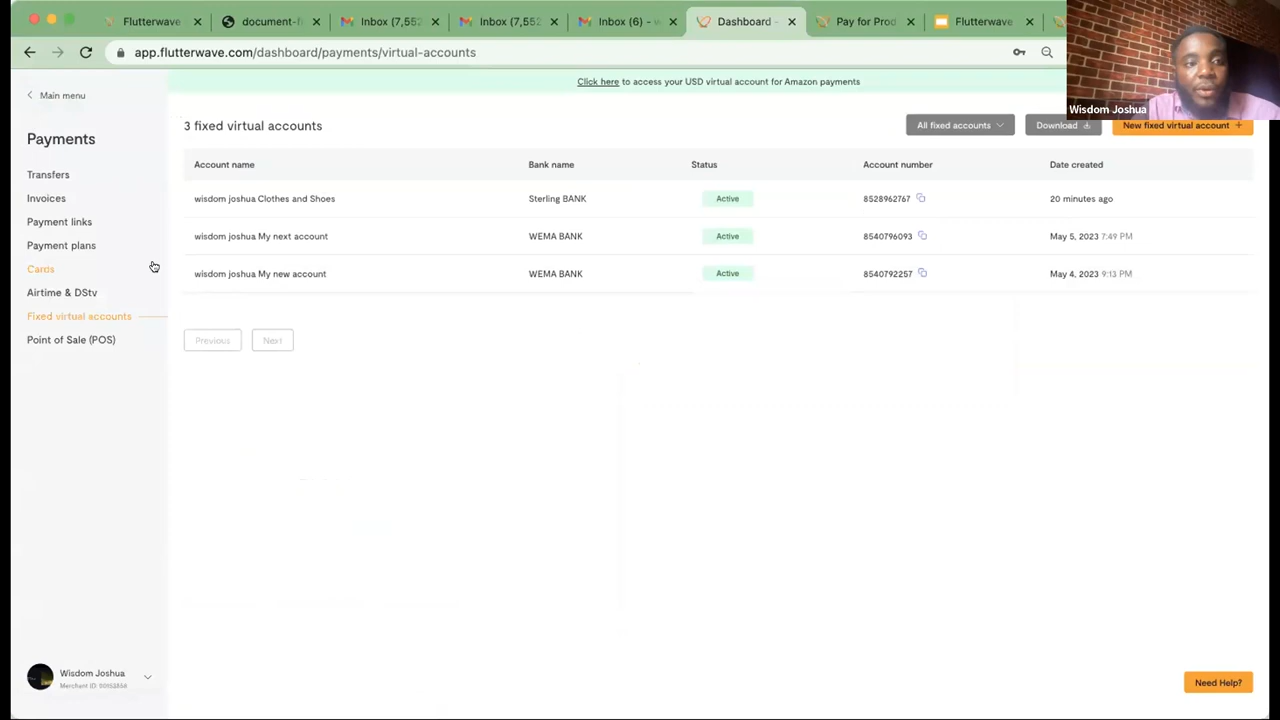 Flutterwave
document-f
Inbox (7,552
Inbox (7,552
Inbox (6) - w
Dashboard -
Pay for Prod
Flutterwave
app.flutterwave.com/dashboard/payments/virtual-accounts
Wisdom Joshua
Main menu
Click here to access your USD virtual account for Amazon payments
Payments
3 fixed virtual accounts
All fixed accounts
Download
New fixed virtual account +
Account name Bank name Status Account number Date created
Transfers
Invoices
Payment links
Payment plans
Cards
Airtime & DStv
Fixed virtual accounts
Point of Sale (POS)
wisdom joshua Clothes and Shoes Sterling BANK Active 8528962767 20 minutes ago
wisdom joshua My next account WEMA BANK Active 8540796093 May 5, 2023 7:49 PM
wisdom joshua My new account WEMA BANK Active 8540792257 May 4, 2023 9:13 PM
Previous
Next
Wisdom Joshua
Merchant ID:
Need Help?